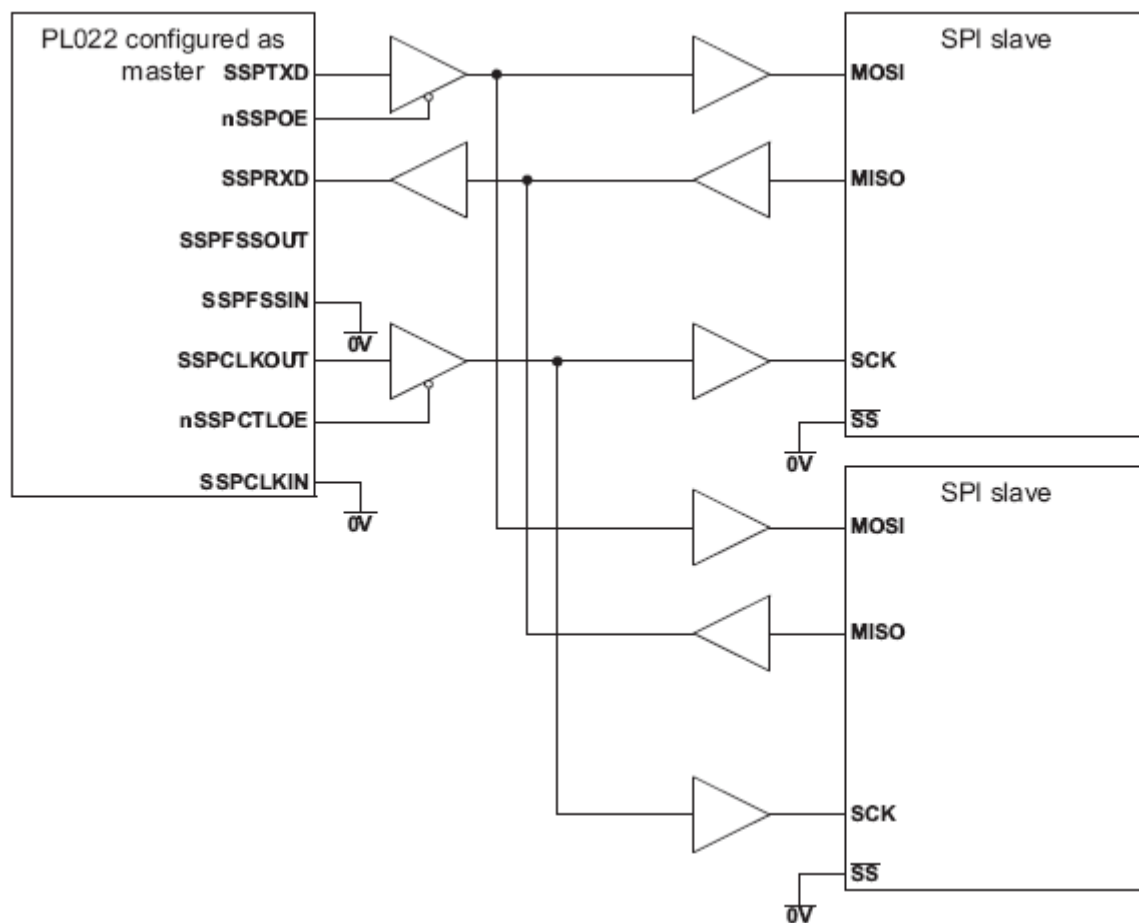 PL022 configured as
master
SSPTXD
nSSPOE
SSPRXD
SSPFSSOUT
SSPFSSIN
0V
SSPCLKOUT
nSSPCTLOE
SSPCLKIN
0V
SPI slave
MOSI
MISO
SCK
SS
0V
SPI slave
MOSI
MISO
SCK
SS
0V